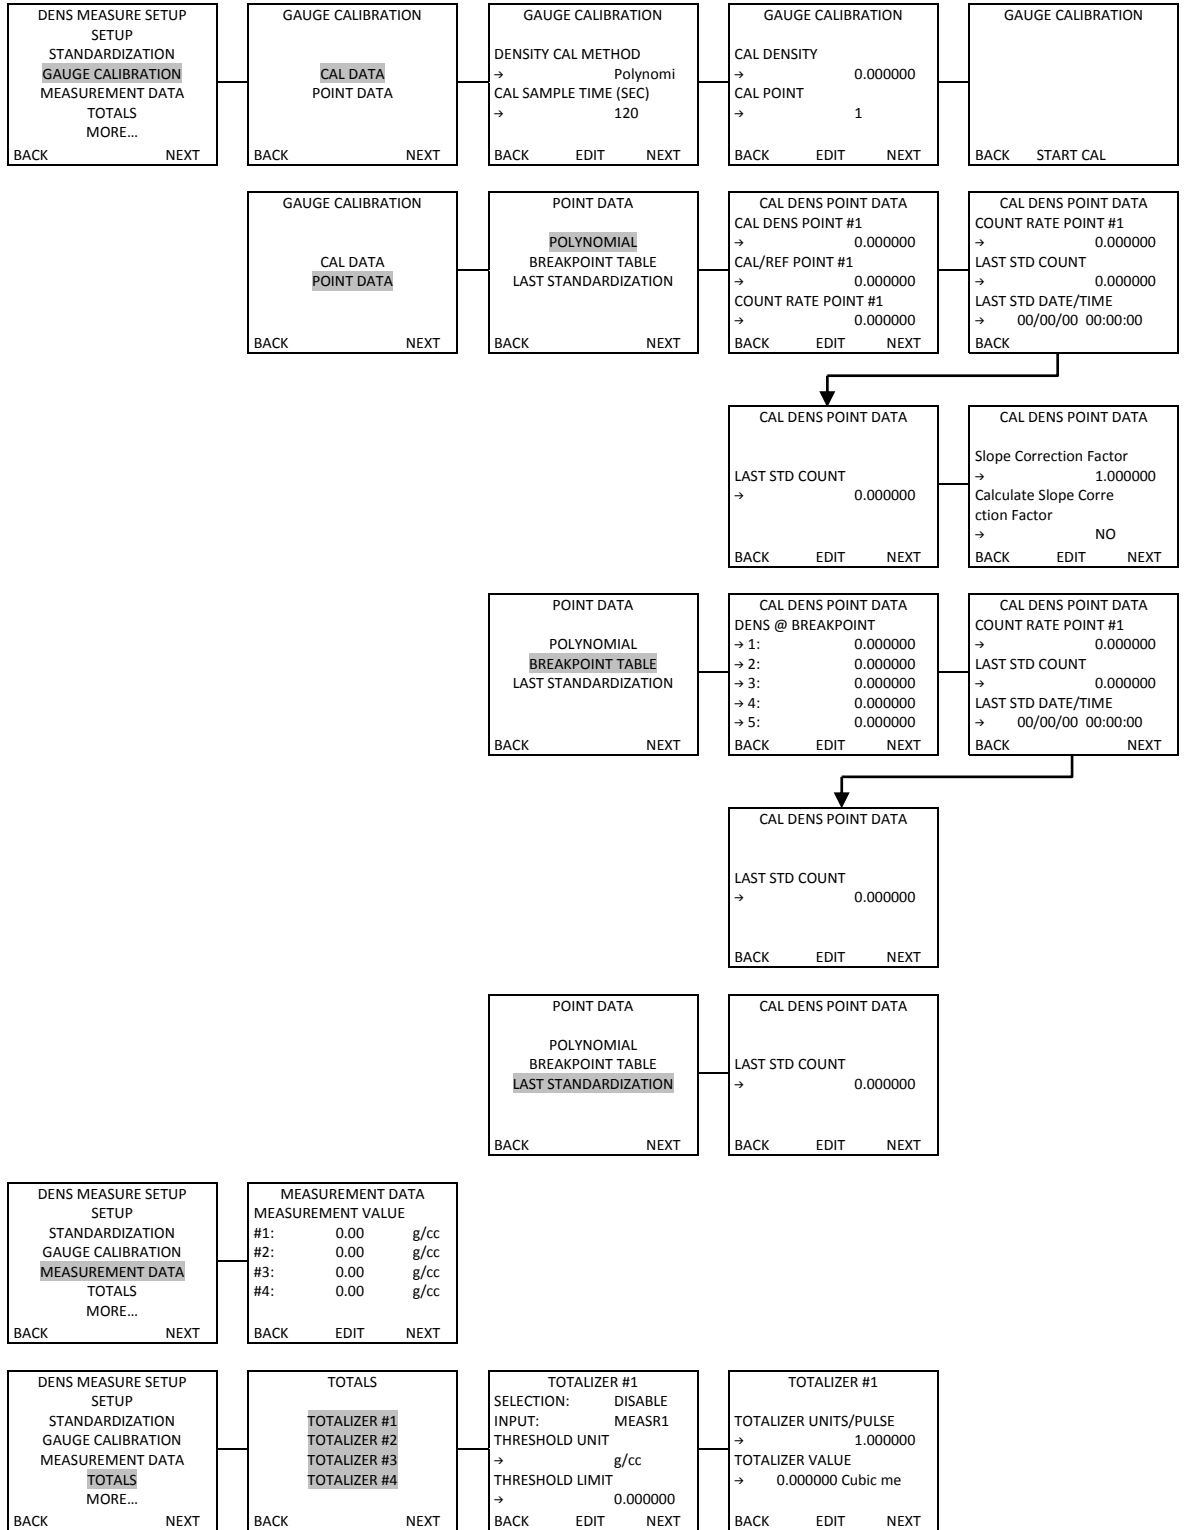 DENS MEASURE SETUP
SETUP
STANDARDIZATION
GAUGE CALIBRATION
MEASUREMENT DATA
TOTALS
MORE…
BACK NEXT
GAUGE CALIBRATION
CAL DATA
POINT DATA
BACK NEXT
GAUGE CALIBRATION
DENSITY CAL METHOD
→ Polynomi
CAL SAMPLE TIME (SEC)
→ 120
BACK EDIT NEXT
GAUGE CALIBRATION
CAL DENSITY
→ 0.000000
CAL POINT
→ 1
BACK EDIT NEXT
GAUGE CALIBRATION
BACK START CAL
GAUGE CALIBRATION
CAL DATA
POINT DATA
BACK NEXT
POINT DATA
POLYNOMIAL
BREAKPOINT TABLE
LAST STANDARDIZATION
BACK NEXT
CAL DENS POINT DATA
CAL DENS POINT #1
→ 0.000000
CAL/REF POINT #1
→ 0.000000
COUNT RATE POINT #1
→ 0.000000
BACK EDIT NEXT
CAL DENS POINT DATA
COUNT RATE POINT #1
→ 0.000000
LAST STD COUNT
→ 0.000000
LAST STD DATE/TIME
→ 00/00/00 00:00:00
BACK
CAL DENS POINT DATA
LAST STD COUNT
→ 0.000000
BACK EDIT NEXT
CAL DENS POINT DATA
Slope Correction Factor
→ 1.000000
Calculate Slope Corre
ction Factor
→ NO
BACK EDIT NEXT
POINT DATA
POLYNOMIAL
BREAKPOINT TABLE
LAST STANDARDIZATION
BACK NEXT
CAL DENS POINT DATA
DENS @ BREAKPOINT
→ 1: 0.000000
→ 2: 0.000000
→ 3: 0.000000
→ 4: 0.000000
→ 5: 0.000000
BACK EDIT NEXT
CAL DENS POINT DATA
COUNT RATE POINT #1
→ 0.000000
LAST STD COUNT
→ 0.000000
LAST STD DATE/TIME
→ 00/00/00 00:00:00
BACK NEXT
CAL DENS POINT DATA
LAST STD COUNT
→ 0.000000
BACK EDIT NEXT
POINT DATA
POLYNOMIAL
BREAKPOINT TABLE
LAST STANDARDIZATION
BACK NEXT
CAL DENS POINT DATA
LAST STD COUNT
→ 0.000000
BACK EDIT NEXT
DENS MEASURE SETUP
SETUP
STANDARDIZATION
GAUGE CALIBRATION
MEASUREMENT DATA
TOTALS
MORE…
BACK NEXT
MEASUREMENT DATA
MEASUREMENT VALUE
#1: 0.00 g/cc
#2: 0.00 g/cc
#3: 0.00 g/cc
#4: 0.00 g/cc
BACK EDIT NEXT
DENS MEASURE SETUP
SETUP
STANDARDIZATION
GAUGE CALIBRATION
MEASUREMENT DATA
TOTALS
MORE…
BACK NEXT
TOTALS
TOTALIZER #1
TOTALIZER #2
TOTALIZER #3
TOTALIZER #4
BACK NEXT
TOTALIZER #1
SELECTION: DISABLE
INPUT: MEASR1
THRESHOLD UNIT
→ g/cc
THRESHOLD LIMIT
→ 0.000000
BACK EDIT NEXT
TOTALIZER #1
TOTALIZER UNITS/PULSE
→ 1.000000
TOTALIZER VALUE
→ 0.000000 Cubic me
BACK EDIT NEXT